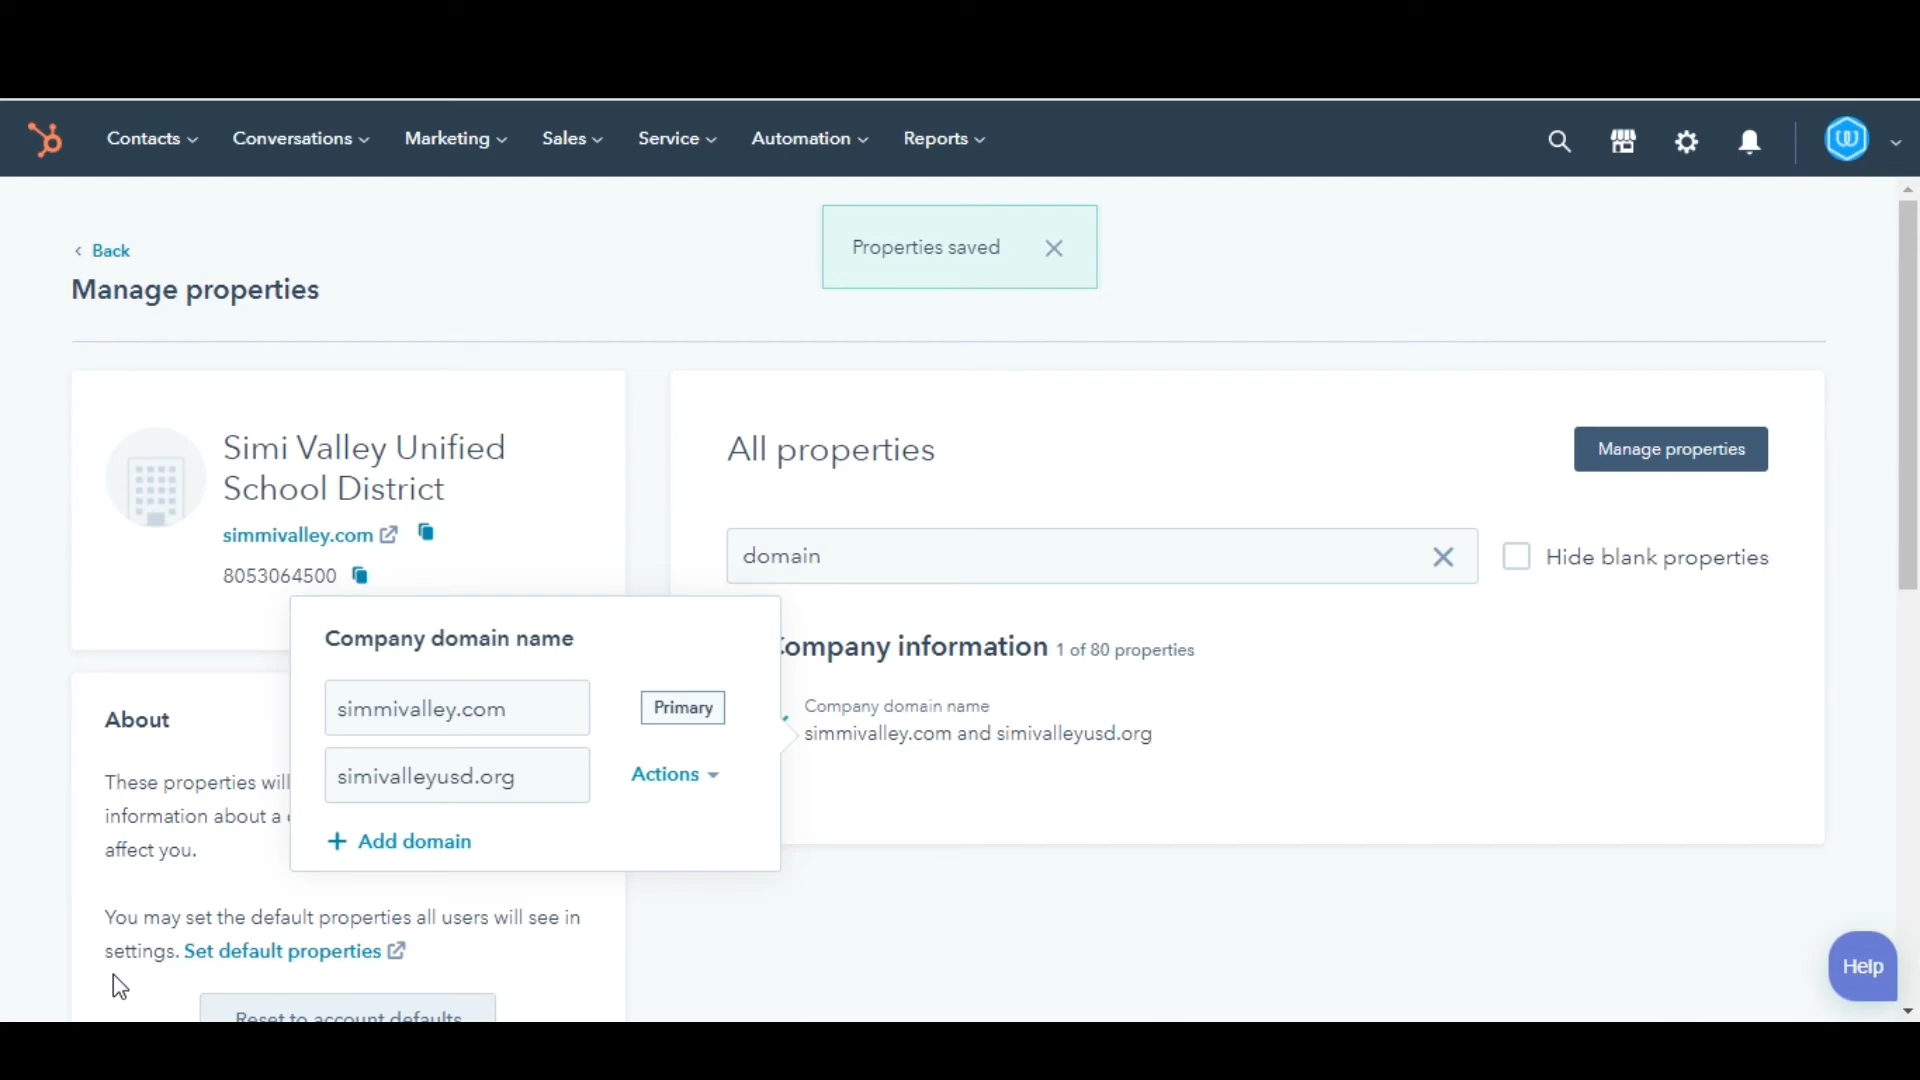 Contacts
Conversations
Marketing
Sales
Service
Automation
Reports
Properties saved
Back
Manage properties
Simi Valley Unified
School District
simmivalley.com
8053064500
All properties
Manage properties
domain
Hide blank properties
Company domain name
simmivalley.com
Primary
simivalleyusd.org
Actions
+ Add domain
ompany information 1 of 80 properties
Company domain name
simmivalley.com and simivalleyusd.org
About
These properties will
information about a
affect you.
You may set the default properties all users will see in
settings. Set default properties
Reset to account defaults
Help